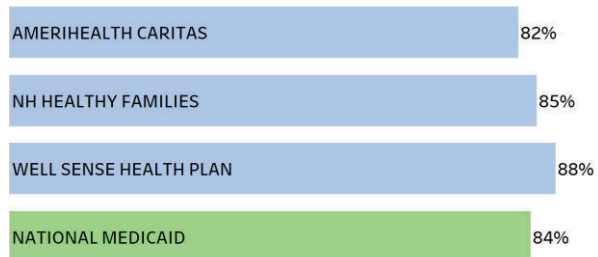 AMERIHEALTH CARITAS 82%
NH HEALTHY FAMILIES 85%
WELL SENSE HEALTH PLAN 88%
NATIONAL MEDICAID 84%